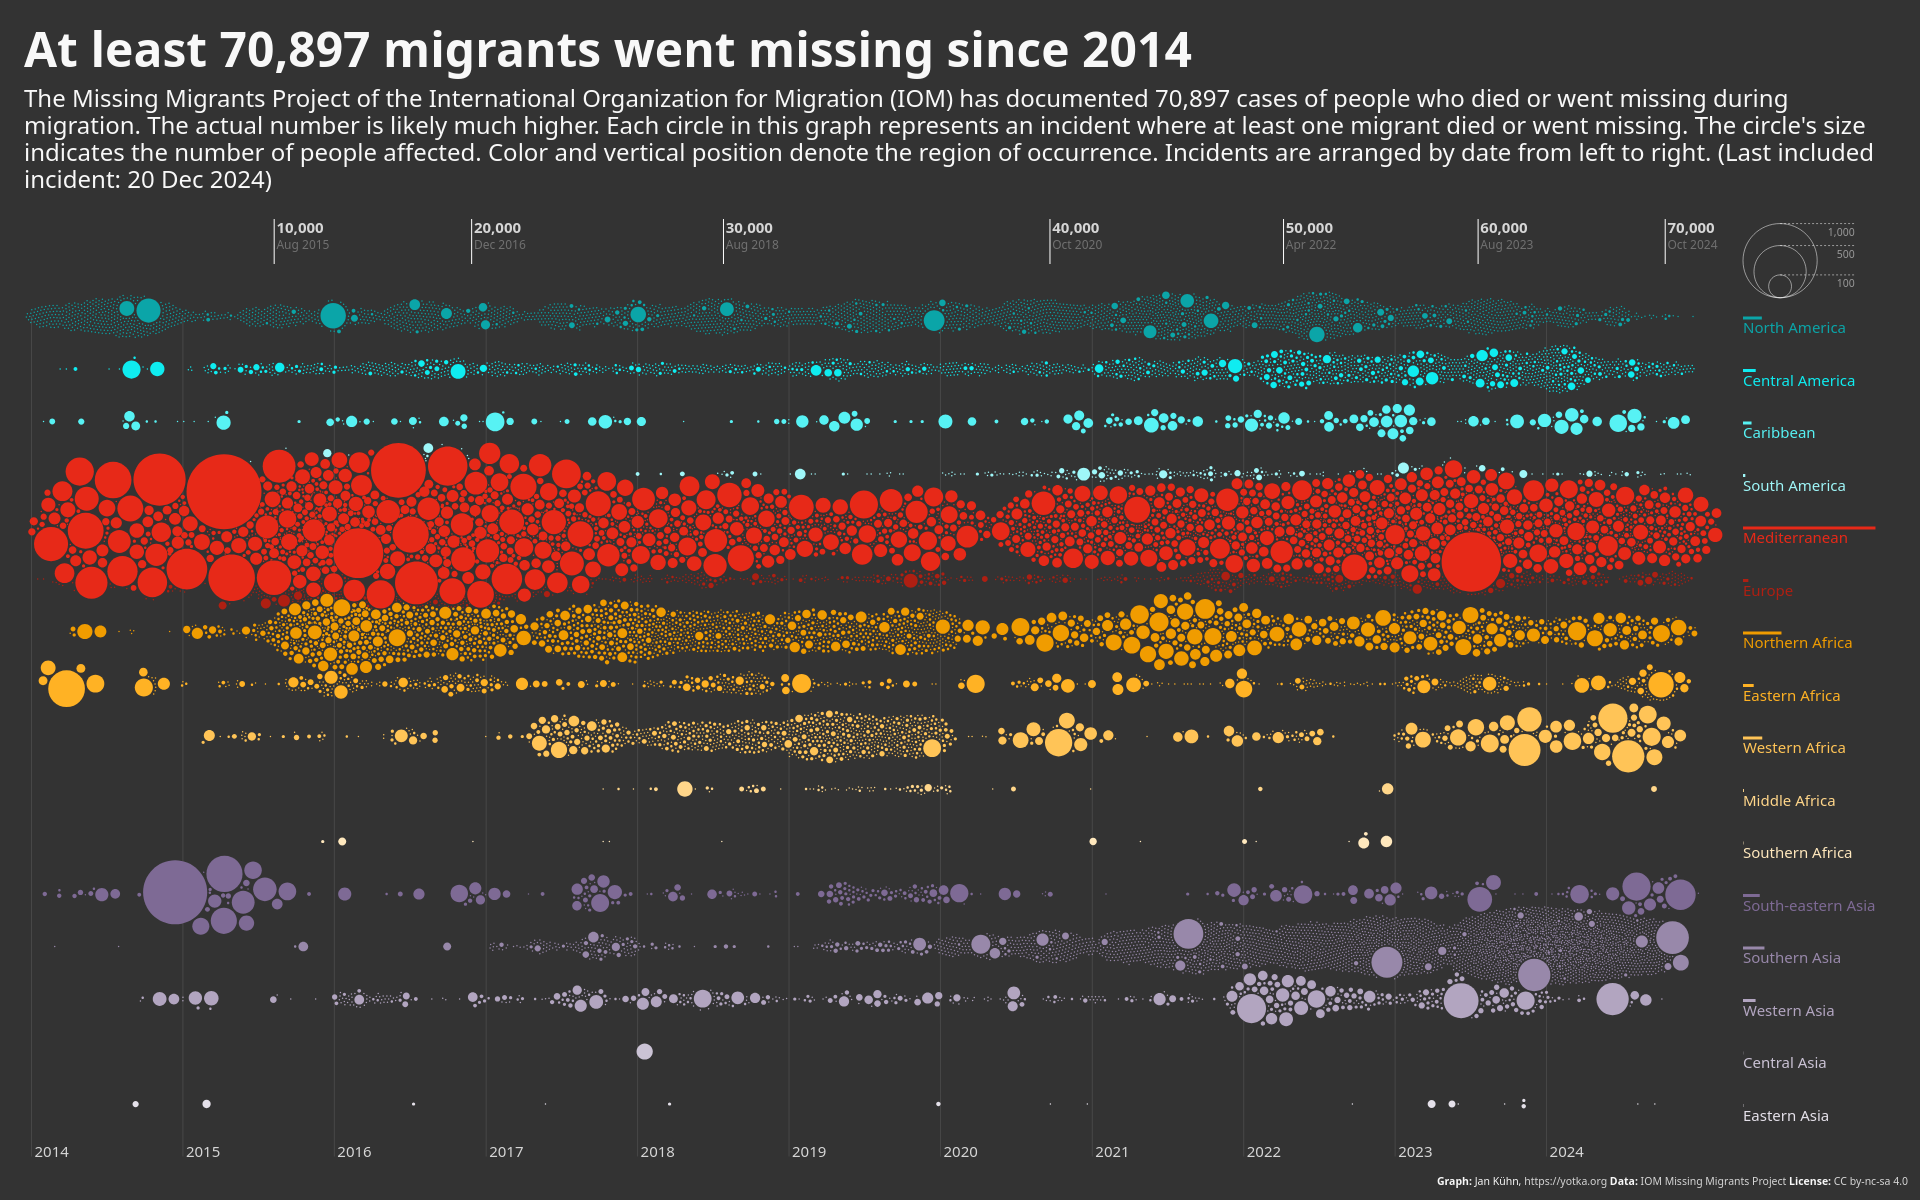 At least 70,897 migrants went missing since 2014
The Missing Migrants Project of the International Organization for Migration (IOM) has documented 70,897 cases of people who died or went missing during
migration. The actual number is likely much higher. Each circle in this graph represents an incident where at least one migrant died or went missing. The circle's size
indicates the number of people affected. Color and vertical position denote the region of occurrence. Incidents are arranged by date from left to right. (Last included
incident: 20 Dec 2024)
10,000
Aug 2015
20,000
Dec 2016
30,000
Aug 2018
40,000
Oct 2020
50,000
Apr 2022
60,000
Aug 2023
70,000
Oct 2024
1,000
500
100
North America
Central America
Caribbean
South America
Mediterranean
Europe
Northern Africa
Eastern Africa
Western Africa
Middle Africa
Southern Africa
South-eastern Asia
Southern Asia
Western Asia
Central Asia
Eastern Asia
2014
2015
2016
2017
2018
2019
2020
2021
2022
2023
2024
Graph: Jan Kühn, https://yotka.org Data: IOM Missing Migrants Project License: CC by-nc-sa 4.0